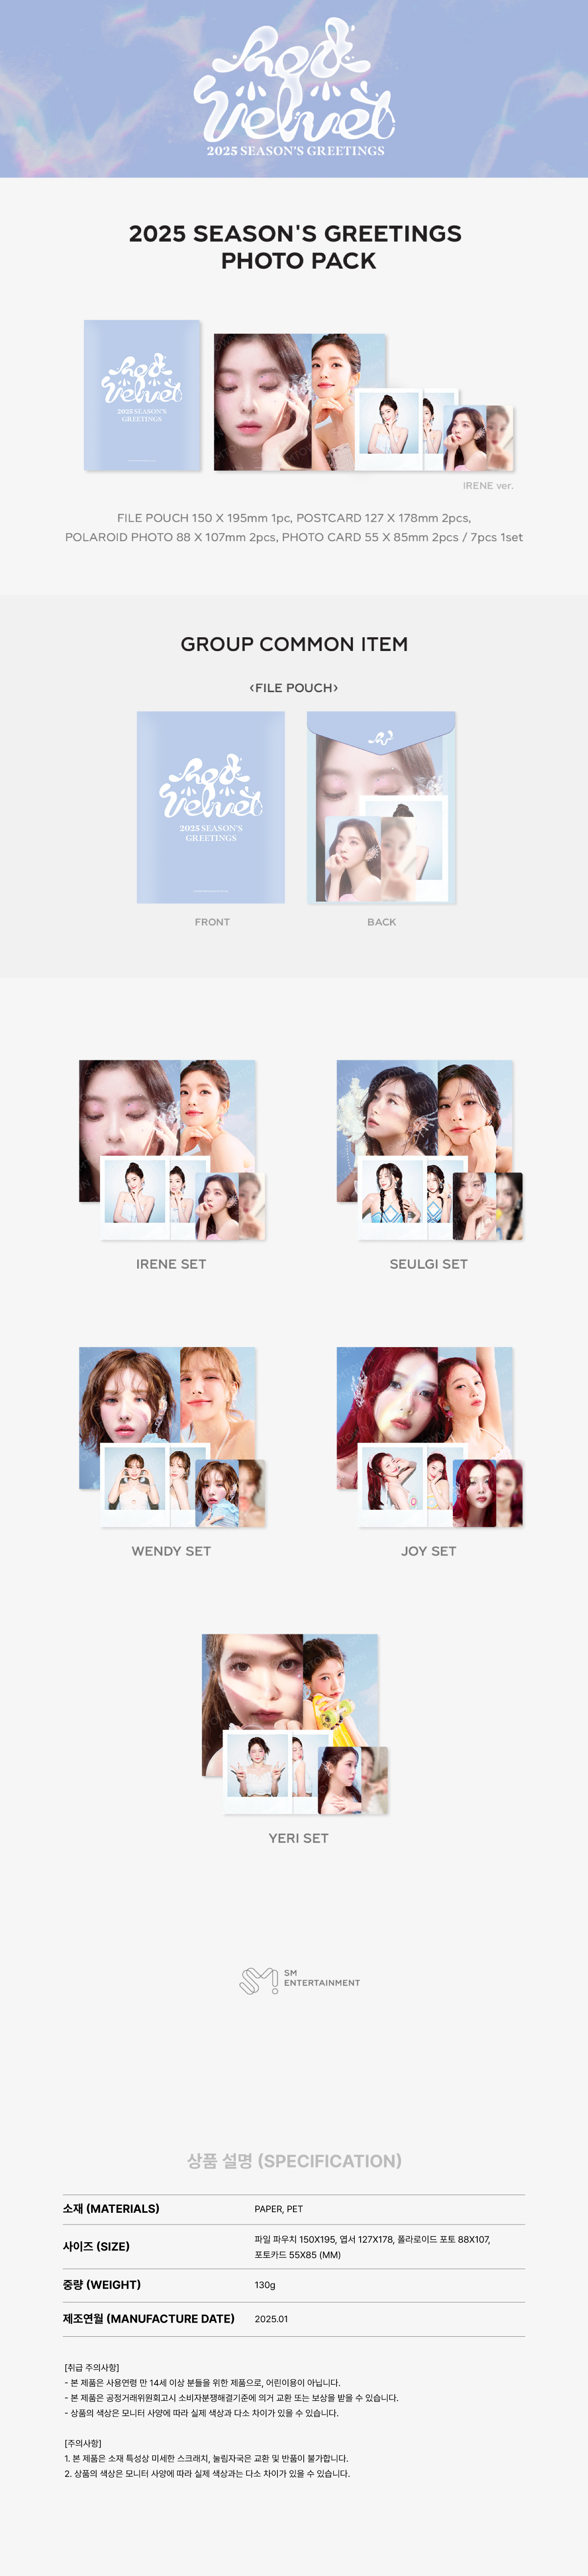 Red
Velvet
2025 SEASON'S GREETINGS
2025 SEASON'S GREETINGS
PHOTO PACK
Red
Velvet
2025 SEASON'S
GREETINGS
IRENE ver.
FILE POUCH 150 X 195mm 1pc, POSTCARD 127 X 178mm 2pcs,
POLAROID PHOTO 88 X 107mm 2pcs, PHOTO CARD 55 X 85mm 2pcs / 7pcs 1set
GROUP COMMON ITEM
<FILE POUCH>
Red
Velvet
2025 SEASON'S
GREETINGS
FRONT
BACK
IRENE SET
SEULGI SET
WENDY SET
JOY SET
YERI SET
SM
ENTERTAINMENT
상품 설명 (SPECIFICATION)
소재 (MATERIALS)
PAPER, PET
사이즈 (SIZE)
파일 파우치 150X195, 엽서 127X178, 폴라로이드 포토 88X107,
포토카드 55X85 (MM)
중량 (WEIGHT)
130g
제조연월 (MANUFACTURE DATE)
2025.01
[취급 주의사항]
- 본 제품은 사용연령 만 14세 이상 분들을 위한 제품으로, 어린이용이 아닙니다.
- 본 제품은 공정거래위원회고시 소비자분쟁해결기준에 의거 교환 또는 보상을 받을 수 있습니다.
- 상품의 색상은 모니터 사양에 따라 실제 색상과 다소 차이가 있을 수 있습니다.
[주의사항]
1. 본 제품은 소재 특성상 미세한 스크래치, 눌림자국은 교환 및 반품이 불가합니다.
2. 상품의 색상은 모니터 사양에 따라 실제 색상과는 다소 차이가 있을 수 있습니다.